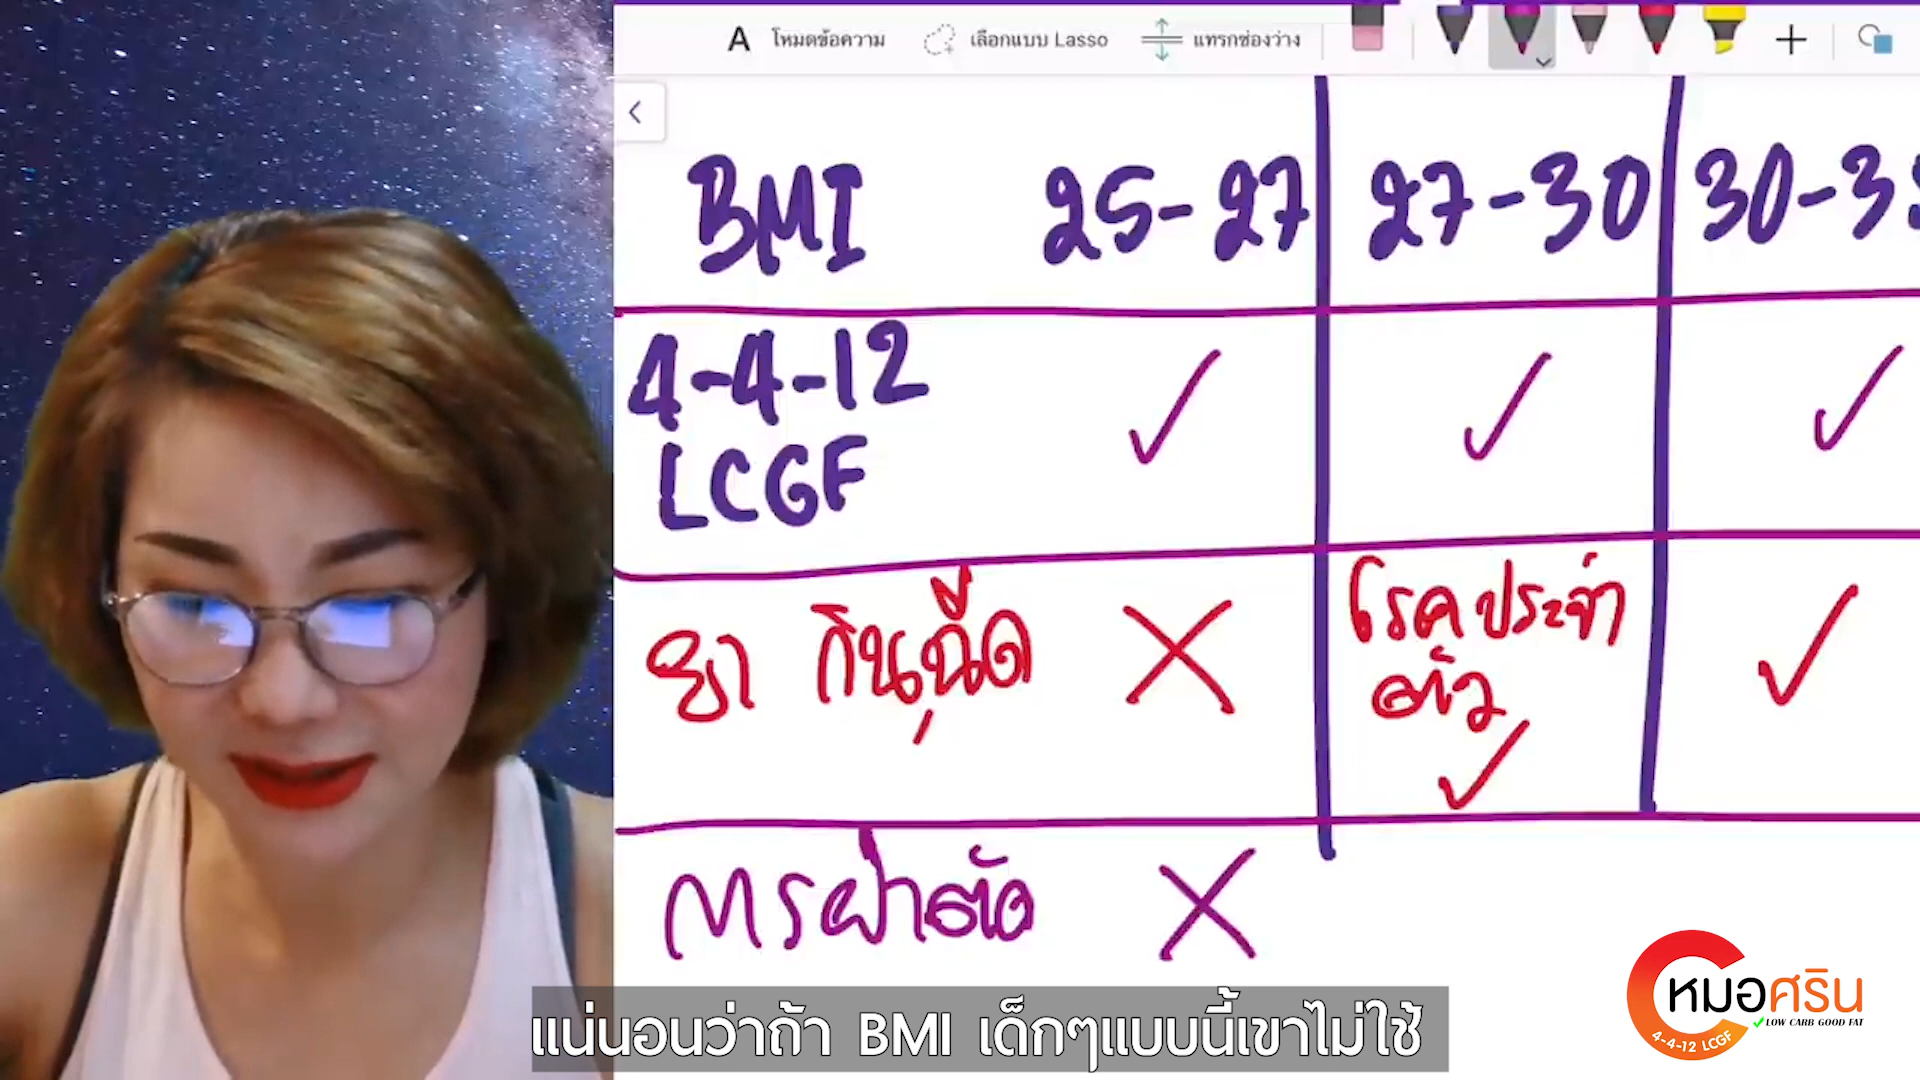 A โหมดข้อความ เลือกแบบ Lasso แทรกช่องว่าง
BMI 25-27 27-30 30-3
4-4-12
LCGF
ยา กิน,ฉีด
โรคประจำ
ตัว
การผ่าตัด
แน่นอนว่าถ้า BMI เด็กๆแบบนี้เขาไม่ใช้
หมอศริน
LOW CARB GOOD FAT
4-4-12 LCGF